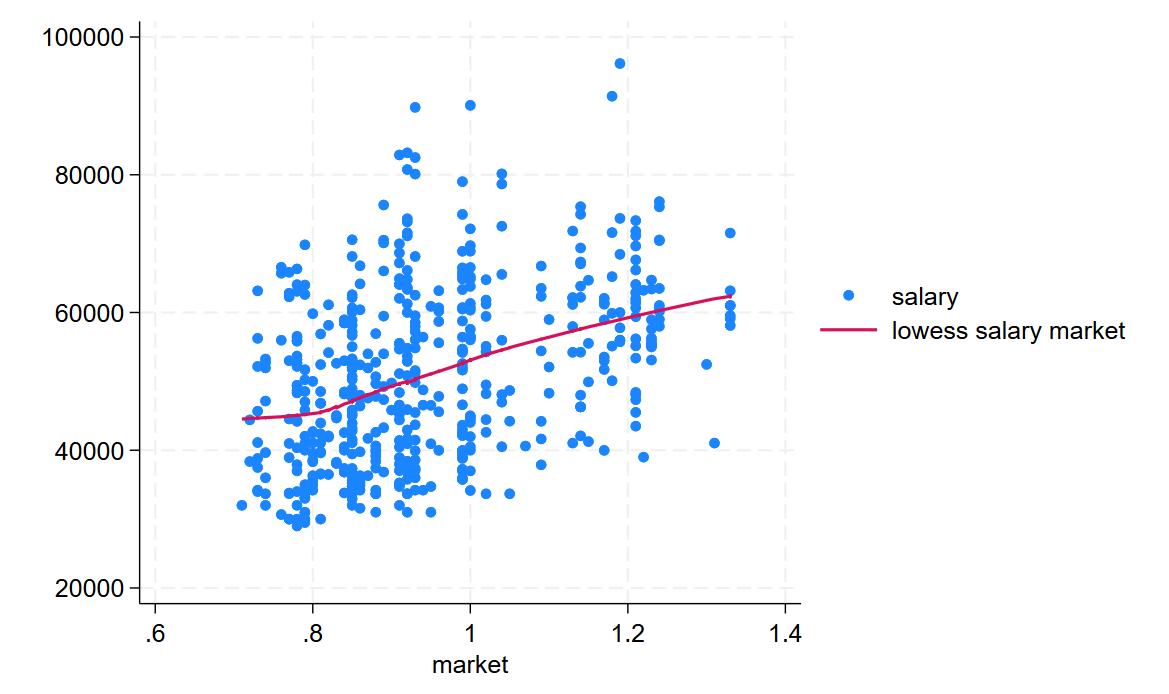 100000
80000
60000
40000
20000
.6 .8 1 1.2 1.4
market
salary
lowess salary market